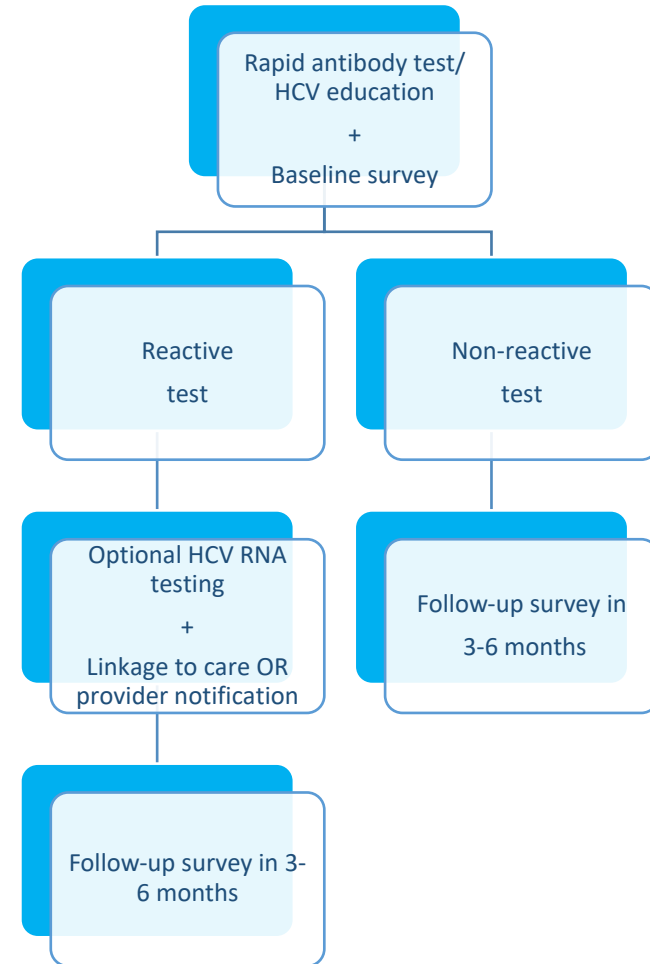 Rapid antibody test/
HCV education
+
Baseline survey
Reactive
test
Non-reactive
test
Optional HCV RNA
testing
+
Linkage to care OR
provider notification
Follow-up survey in
3-6 months
Follow-up survey in 3-
6 months